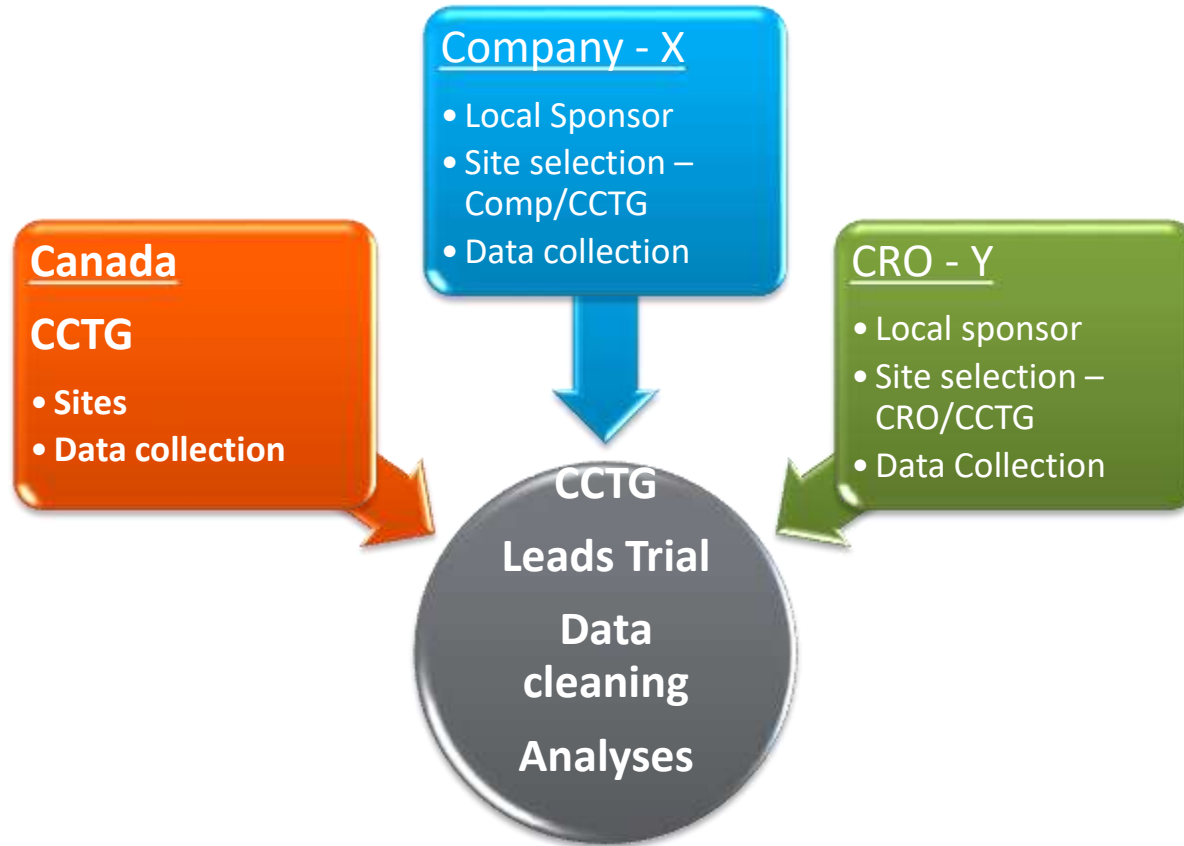 Company - X
• Local Sponsor
• Site selection –
Comp/CCTG
• Data collection
Canada
CCTG
• Sites
• Data collection
CRO - Y
• Local sponsor
• Site selection –
CRO/CCTG
• Data Collection
CCTG
Leads Trial
Data
cleaning
Analyses